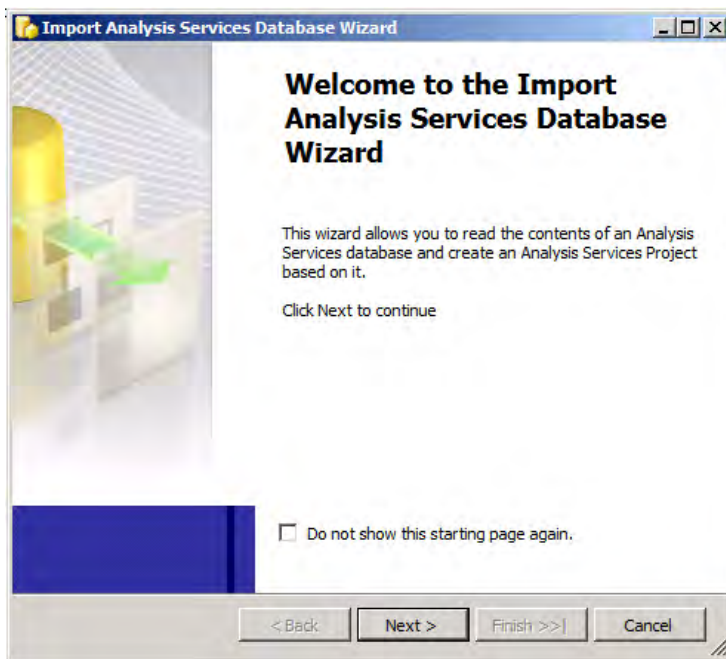 Import Analysis Services Database Wizard
Welcome to the Import
Analysis Services Database
Wizard
This wizard allows you to read the contents of an Analysis
Services database and create an Analysis Services Project
based on it.
Click Next to continue
Do not show this starting page again.
< Back Next > Finish >>| Cancel